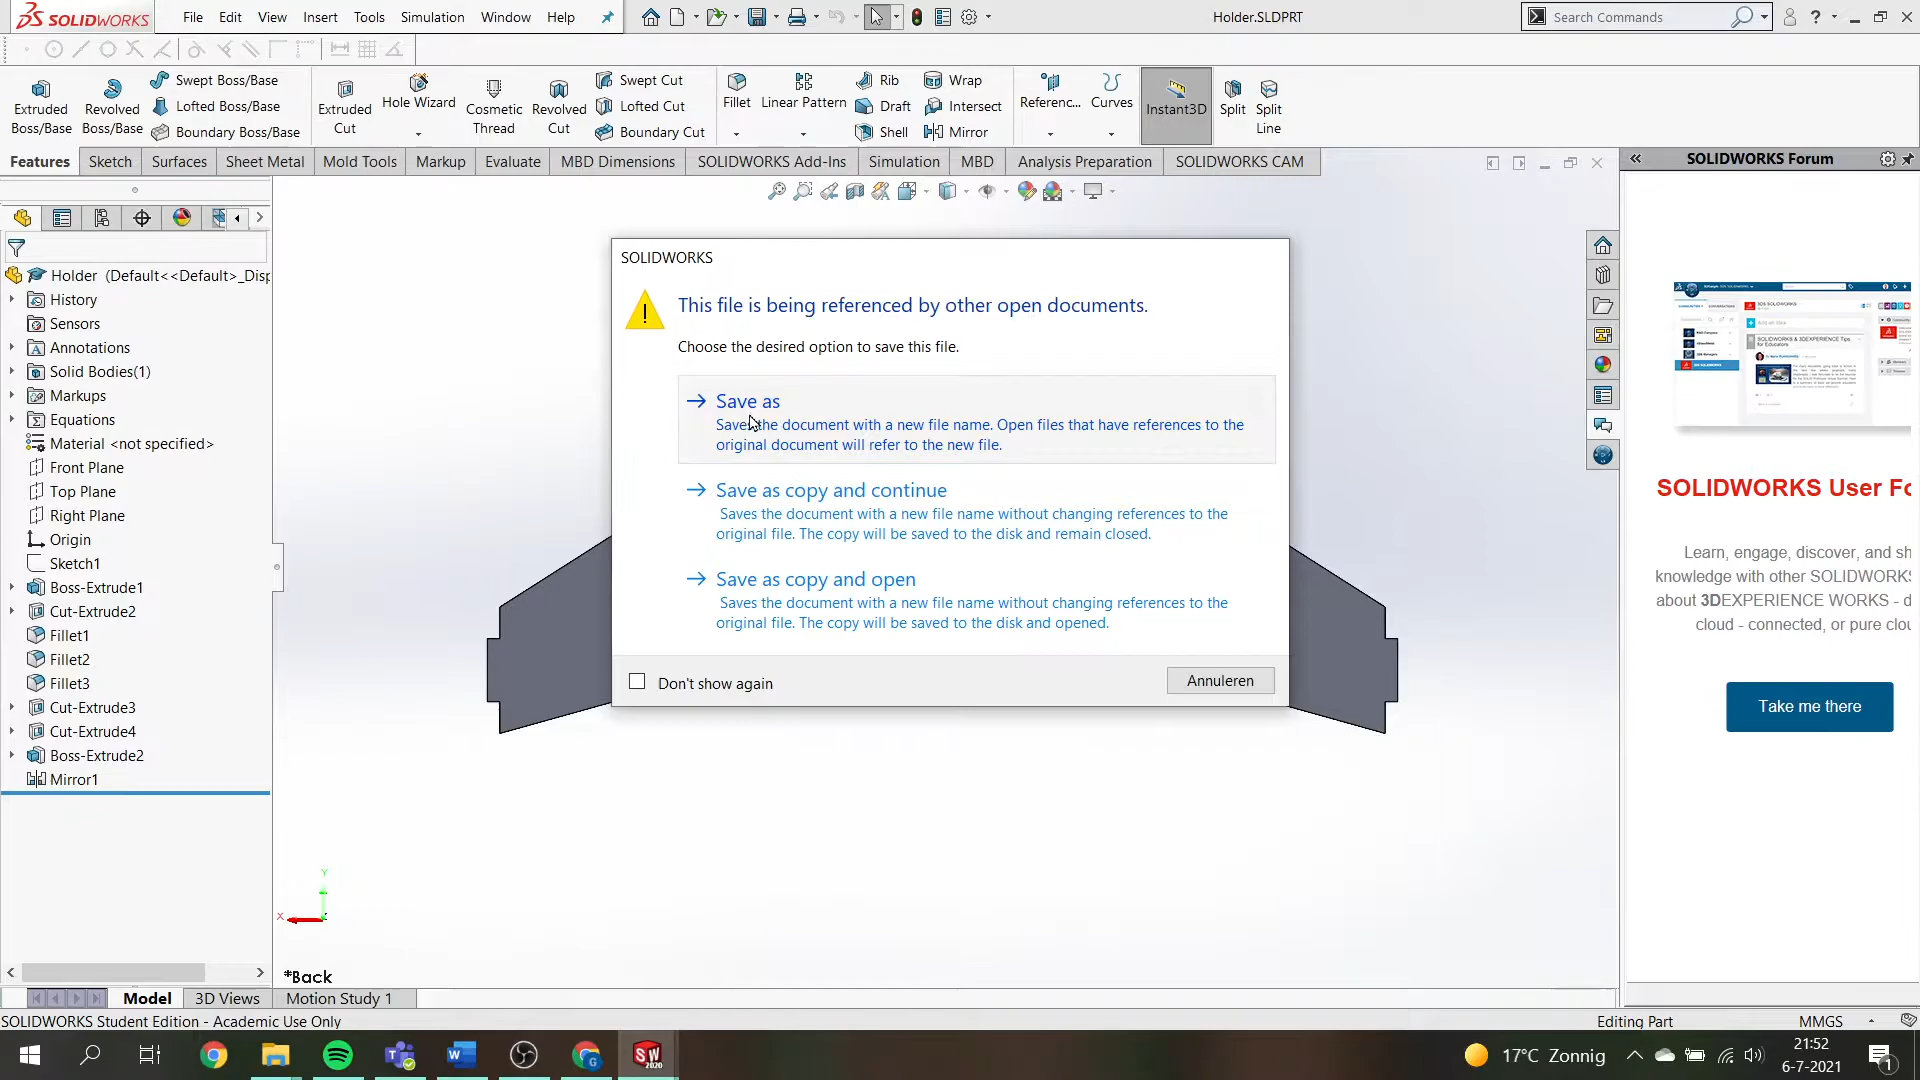 SOLIDWORKS File Edit View Insert Tools Simulation Window Help Holder.SLDPRT Search Commands
Extruded Boss/Base
Revolved Boss/Base
Swept Boss/Base
Lofted Boss/Base
Boundary Boss/Base
Extruded Cut
Hole Wizard
Cosmetic Thread
Revolved Cut
Swept Cut
Lofted Cut
Boundary Cut
Fillet
Linear Pattern
Rib
Draft
Shell
Wrap
Intersect
Mirror
Referenc...
Curves
Instant3D
Split
Split Line
Features Sketch Surfaces Sheet Metal Mold Tools Markup Evaluate MBD Dimensions SOLIDWORKS Add-Ins Simulation MBD Analysis Preparation SOLIDWORKS CAM
SOLIDWORKS Forum
Holder (Default<<Default>_Disp
History
Sensors
Annotations
Solid Bodies(1)
Markups
Equations
Material <not specified>
Front Plane
Top Plane
Right Plane
Origin
Sketch1
Boss-Extrude1
Cut-Extrude2
Fillet1
Fillet2
Fillet3
Cut-Extrude3
Cut-Extrude4
Boss-Extrude2
Mirror1
SOLIDWORKS
This file is being referenced by other open documents.
Choose the desired option to save this file.
Save as
Saves the document with a new file name. Open files that have references to the
original document will refer to the new file.
Save as copy and continue
Saves the document with a new file name without changing references to the
original file. The copy will be saved to the disk and remain closed.
Save as copy and open
Saves the document with a new file name without changing references to the
original file. The copy will be saved to the disk and opened.
Don't show again
Annuleren
SOLIDWORKS User Fo
Learn, engage, discover, and sh
knowledge with other SOLIDWORKS
about 3DEXPERIENCE WORKS - d
cloud - connected, or pure clou
Take me there
Y
X
*Back
Model 3D Views Motion Study 1
SOLIDWORKS Student Edition - Academic Use Only
Editing Part MMGS
17°C Zonnig
21:52
6-7-2021
1
SW
2020